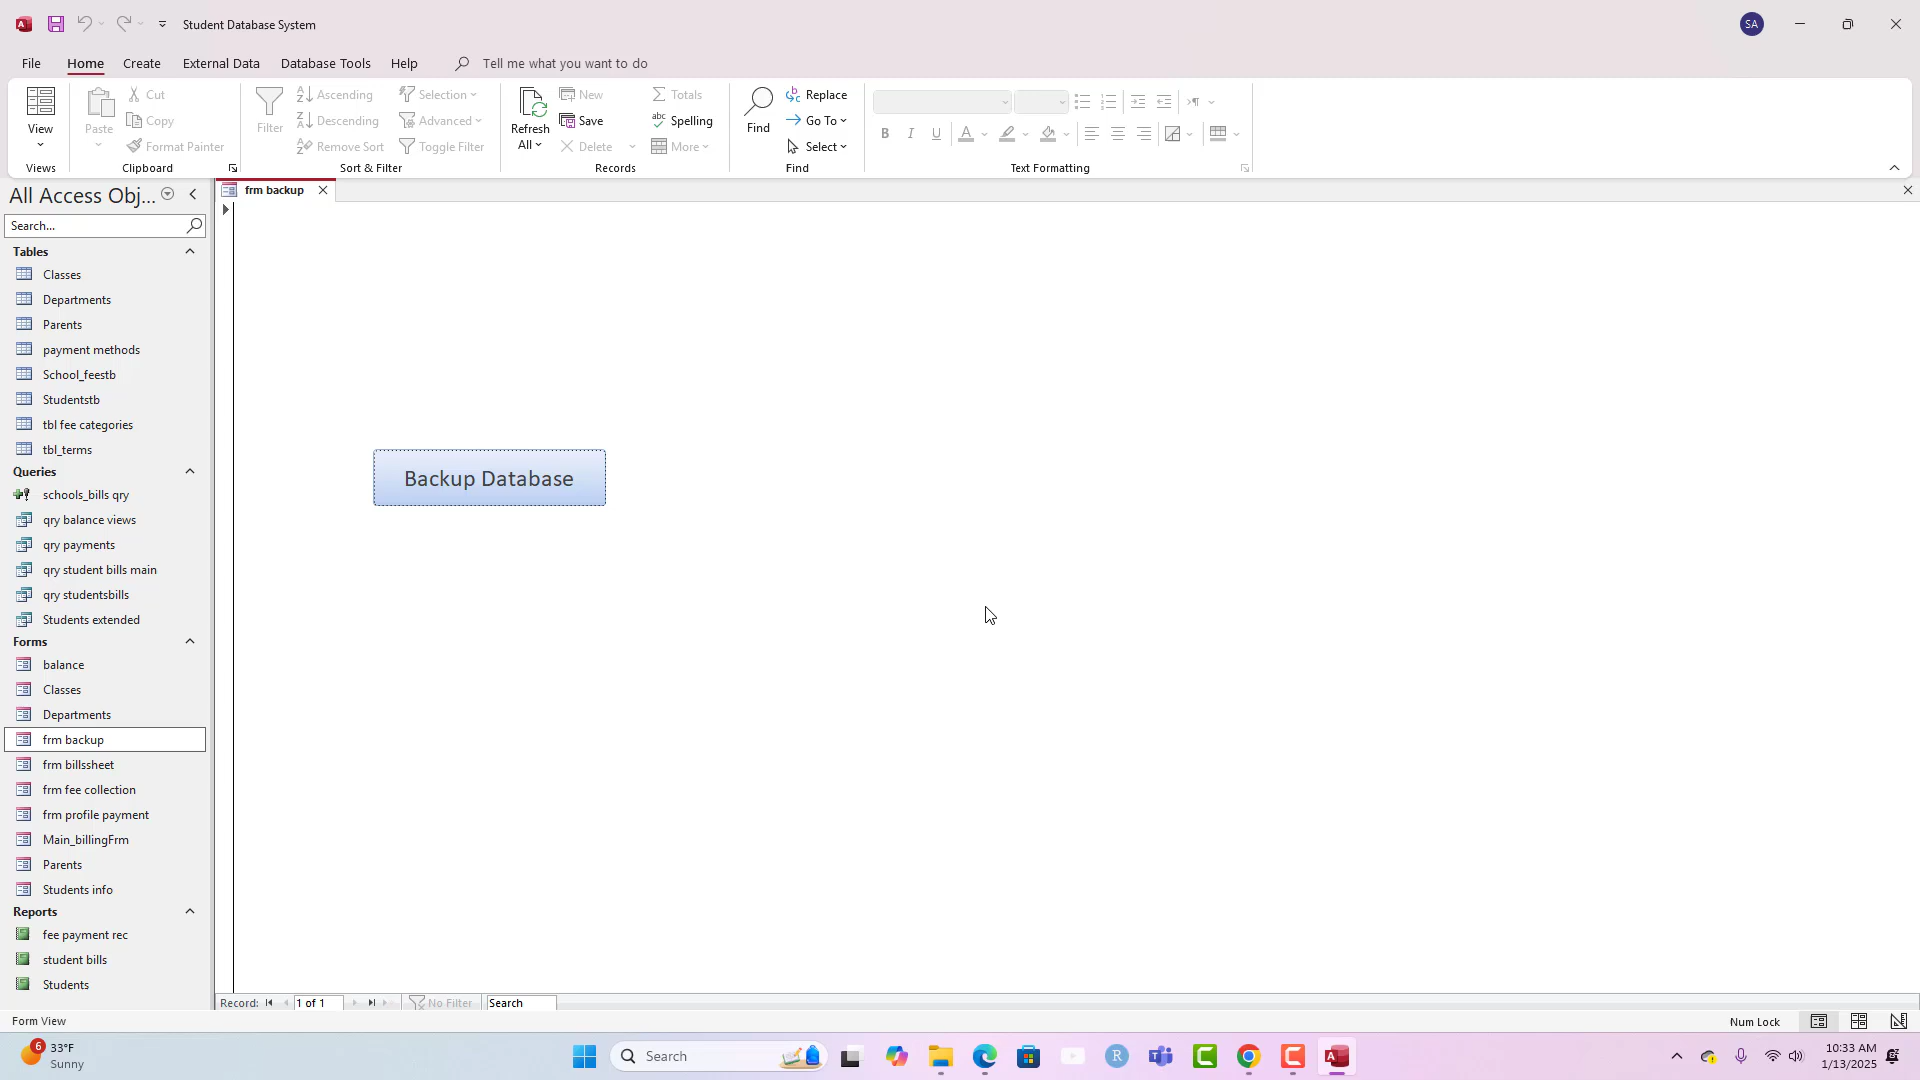 Student Database System
SA
File Home Create External Data Database Tools Help Tell me what you want to do
View
Views
Paste
Cut
Copy
Format Painter
Clipboard
Filter
Ascending
Descending
Remove Sort
Selection
Advanced
Toggle Filter
Sort & Filter
Refresh
All
New
Save
Delete
Totals
Spelling
More
Records
Find
Replace
Go To
Select
Find
B I U A
Text Formatting
All Access Obj...
Search...
frm backup
Tables
Classes
Departments
Parents
payment methods
School_feestb
Studentstb
tbl fee categories
tbl_terms
Queries
schools_bills qry
qry balance views
qry payments
qry student bills main
qry studentsbills
Students extended
Forms
balance
Classes
Departments
frm backup
frm billssheet
frm fee collection
frm profile payment
Main_billingFrm
Parents
Students info
Reports
fee payment rec
student bills
Students
Backup Database
Record: 1 of 1 No Filter Search
Form View
Num Lock
6
33°F
Sunny
Search
10:33 AM
1/13/2025